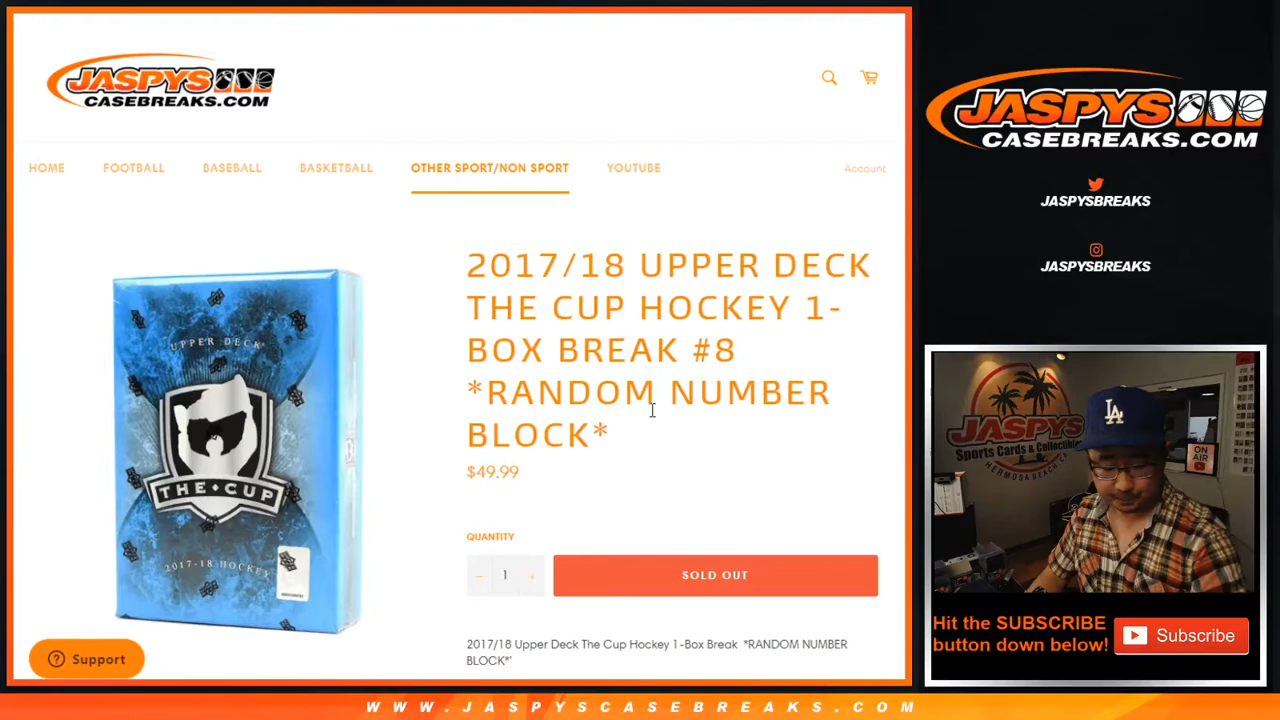 JASPYS
CASEBREAKS.COM
HOME
FOOTBALL
BASEBALL
BASKETBALL
OTHER SPORT/NON SPORT
YOUTUBE
Account
UPPER DECK
THE CUP
2017-18 HOCKEY
2017/18 UPPER DECK
THE CUP HOCKEY 1-
BOX BREAK #8
*RANDOM NUMBER
BLOCK*
$49.99
QUANTITY
− 1 +
SOLD OUT
2017/18 Upper Deck The Cup Hockey 1-Box Break *RANDOM NUMBER
BLOCK*
Support
JASPYS
CASEBREAKS.COM
JASPYSBREAKS
JASPYSBREAKS
JASPYS
Sports Cards & Collectibles
HERMOSA BEACH, CA
LA
ON
AIR
Hit the SUBSCRIBE
button down below!
Subscribe
WWW.JASPYSCASEBREAKS.COM